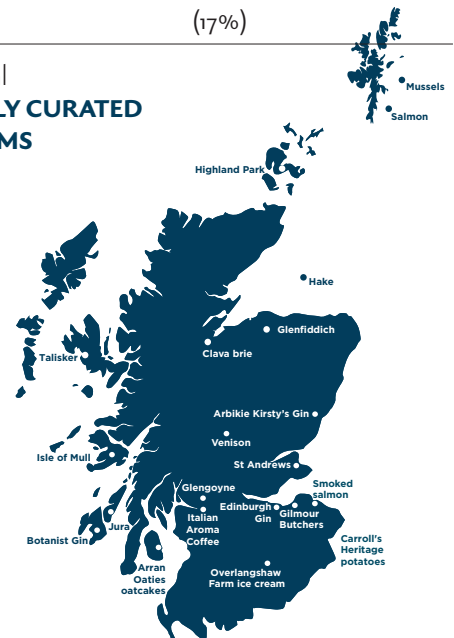 (17%)
LY CURATED
MS
Mussels
Salmon
Highland Park
Hake
Glenfiddich
Clava brie
Talisker
Arbikie Kirsty's Gin
Venison
Isle of Mull
St Andrews
Glengoyne
Smoked
salmon
Edinburgh
Gin
Gilmour
Butchers
Italian
Aroma
Coffee
Jura
Botanist Gin
Carroll's
Heritage
potatoes
Arran
Oaties
oatcakes
Overlangshaw
Farm ice cream